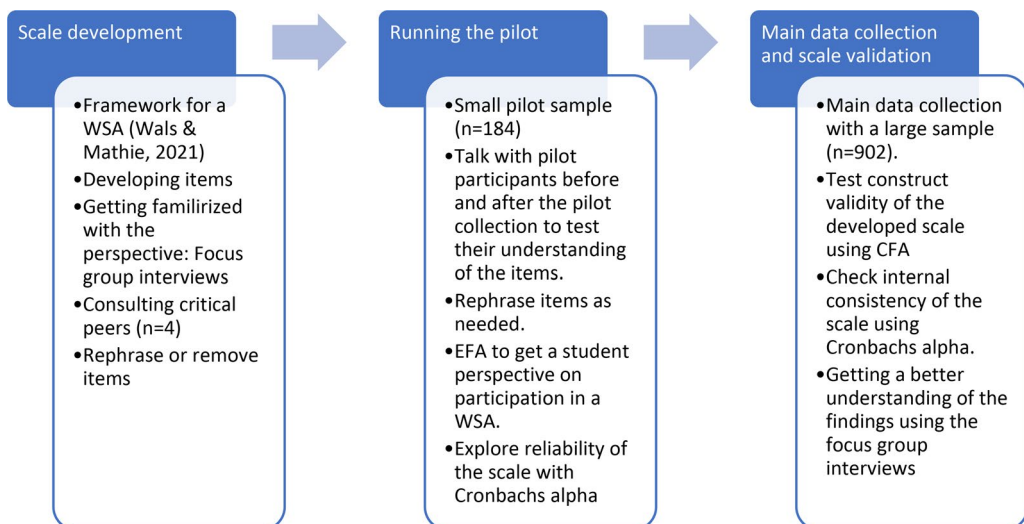 Scale development
•Framework for a
WSA (Wals &
Mathie, 2021)
•Developing items
•Getting familirized
with the
perspective: Focus
group interviews
•Consulting critical
peers (n=4)
•Rephrase or remove
items
Running the pilot
•Small pilot sample
(n=184)
•Talk with pilot
participants before
and after the pilot
collection to test
their understanding
of the items.
•Rephrase items as
needed.
•EFA to get a student
perspective on
participation in a
WSA.
•Explore reliability of
the scale with
Cronbachs alpha
Main data collection
and scale validation
•Main data collection
with a large sample
(n=902).
•Test construct
validity of the
developed scale
using CFA
•Check internal
consistency of the
scale using
Cronbachs alpha.
•Getting a better
understanding of the
findings using the
focus group
interviews